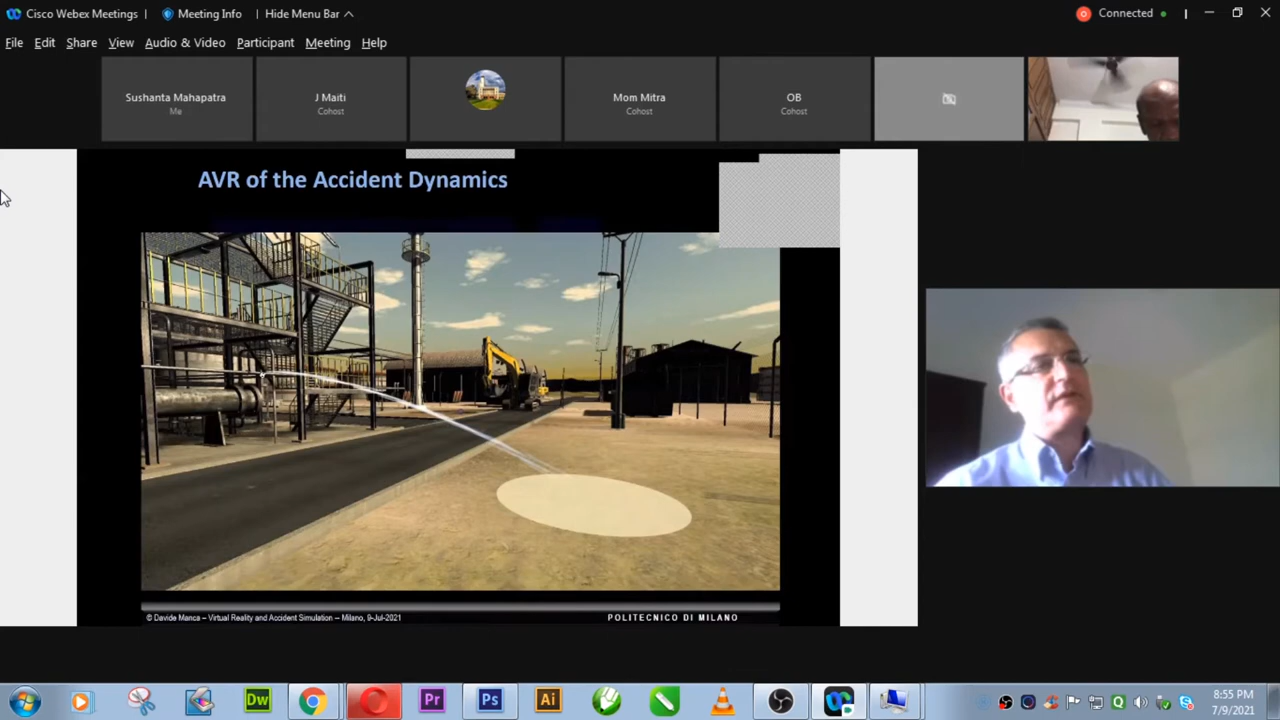 Cisco Webex Meetings | Meeting Info | Hide Menu Bar
Connected
File Edit Share View Audio & Video Participant Meeting Help
Sushanta Mahapatra
Me
J Maiti
Cohost
Mom Mitra
Cohost
OB
Cohost
AVR of the Accident Dynamics
© Davide Manca – Virtual Reality and Accident Simulation – Milano, 9-Jul-2021
POLITECNICO DI MILANO
Dw
Pr
Ps
Ai
8:55 PM
7/9/2021